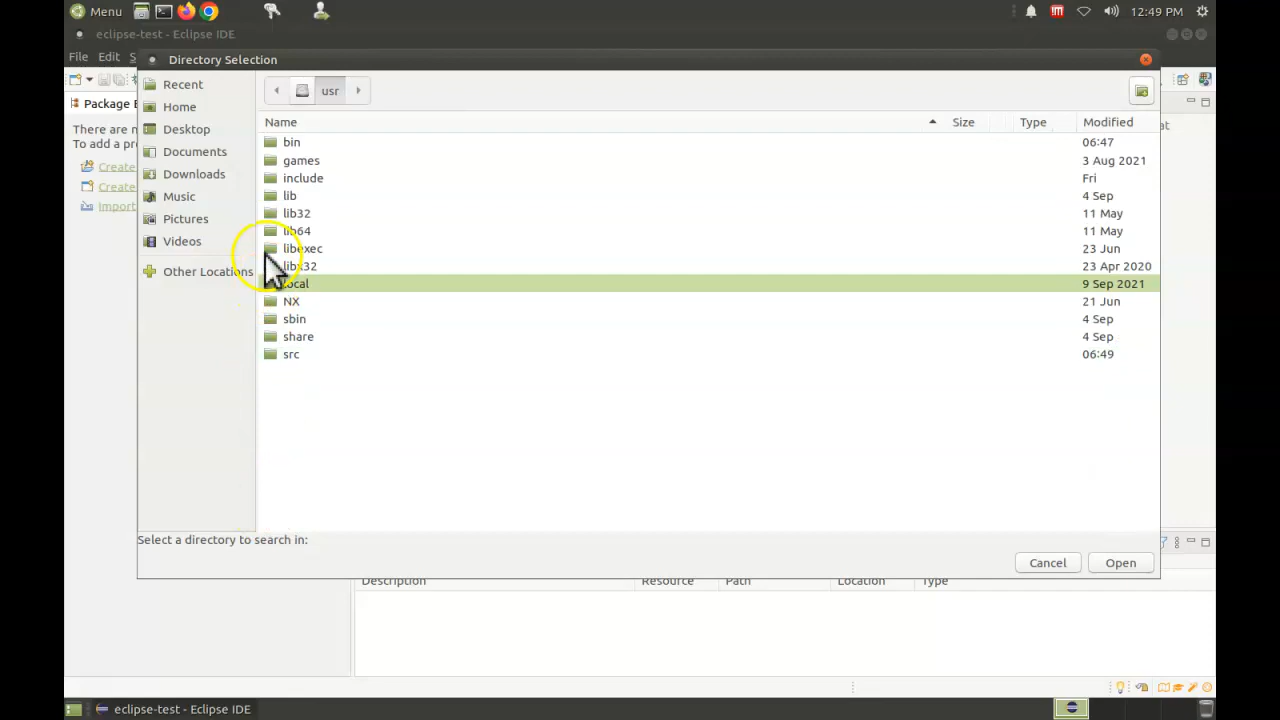 Menu 12:49 PM
eclipse-test - Eclipse IDE
File Edit S
Directory Selection
Package E
There are n
To add a pr
Create
Create
Import
Recent
Home
Desktop
Documents
Downloads
Music
Pictures
Videos
Other Locations
usr
Name Size Type Modified
bin 06:47
games 3 Aug 2021
include Fri
lib 4 Sep
lib32 11 May
lib64 11 May
libexec 23 Jun
libx32 23 Apr 2020
local 9 Sep 2021
NX 21 Jun
sbin 4 Sep
share 4 Sep
src 06:49
at
Select a directory to search in:
Cancel Open
Description Resource Path Location Type
eclipse-test - Eclipse IDE